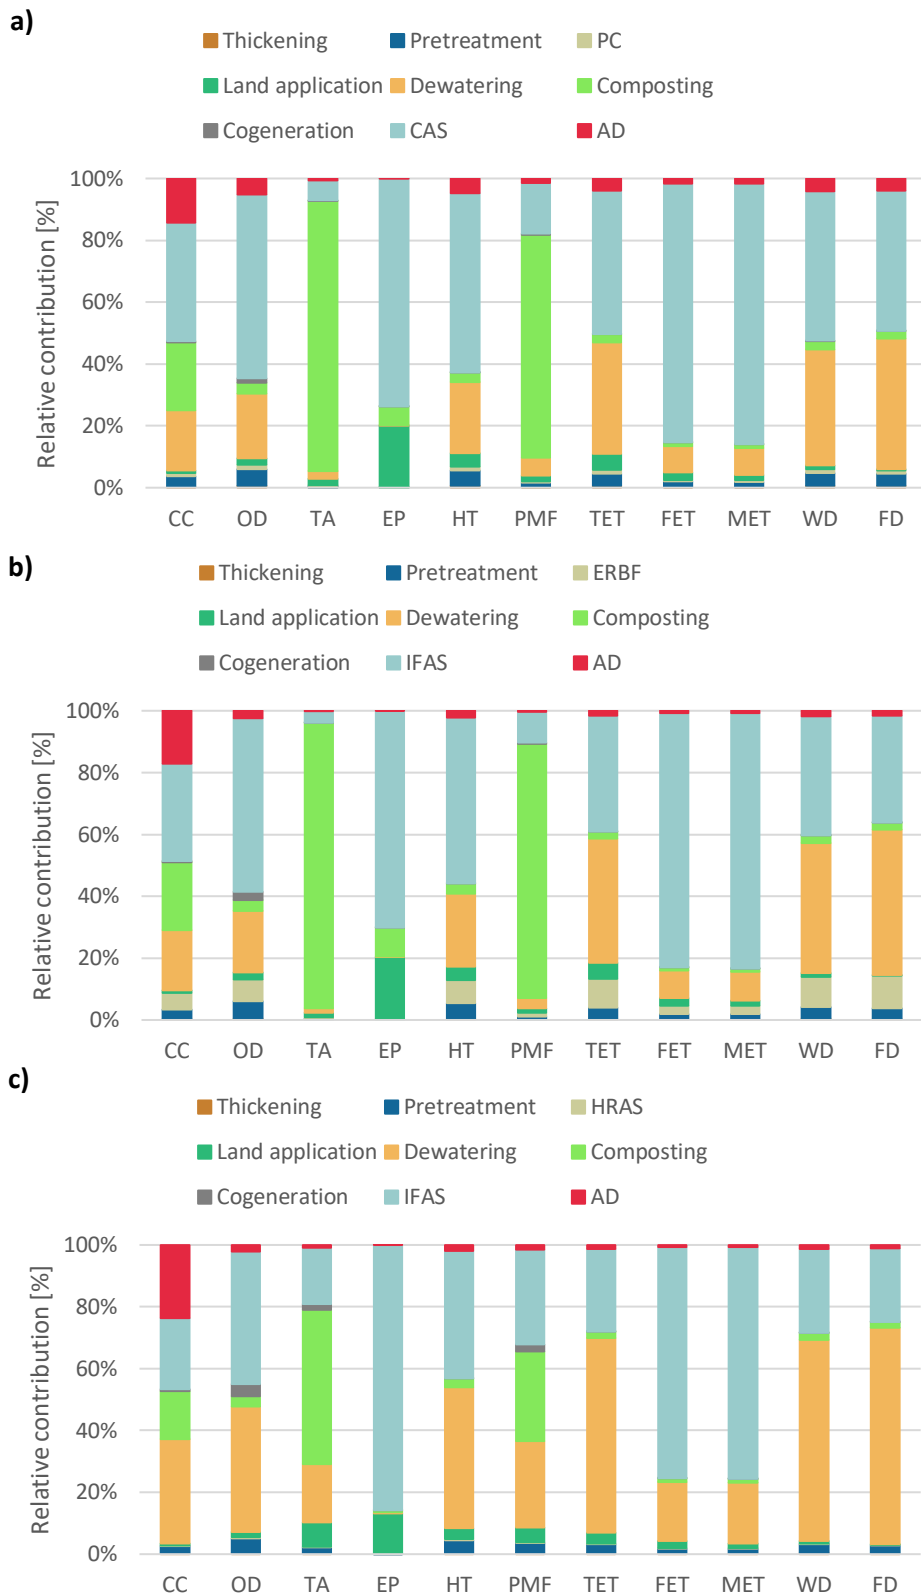 a)
Thickening Pretreatment PC
Land application Dewatering Composting
Cogeneration CAS AD
Relative contribution [%]
100%
80%
60%
40%
20%
0%
CC OD TA EP HT PMF TET FET MET WD FD
b)
Thickening Pretreatment ERBF
Land application Dewatering Composting
Cogeneration IFAS AD
Relative contribution [%]
100%
80%
60%
40%
20%
0%
CC OD TA EP HT PMF TET FET MET WD FD
c)
Thickening Pretreatment HRAS
Land application Dewatering Composting
Cogeneration IFAS AD
Relative contribution [%]
100%
80%
60%
40%
20%
0%
CC OD TA EP HT PMF TET FET MET WD FD